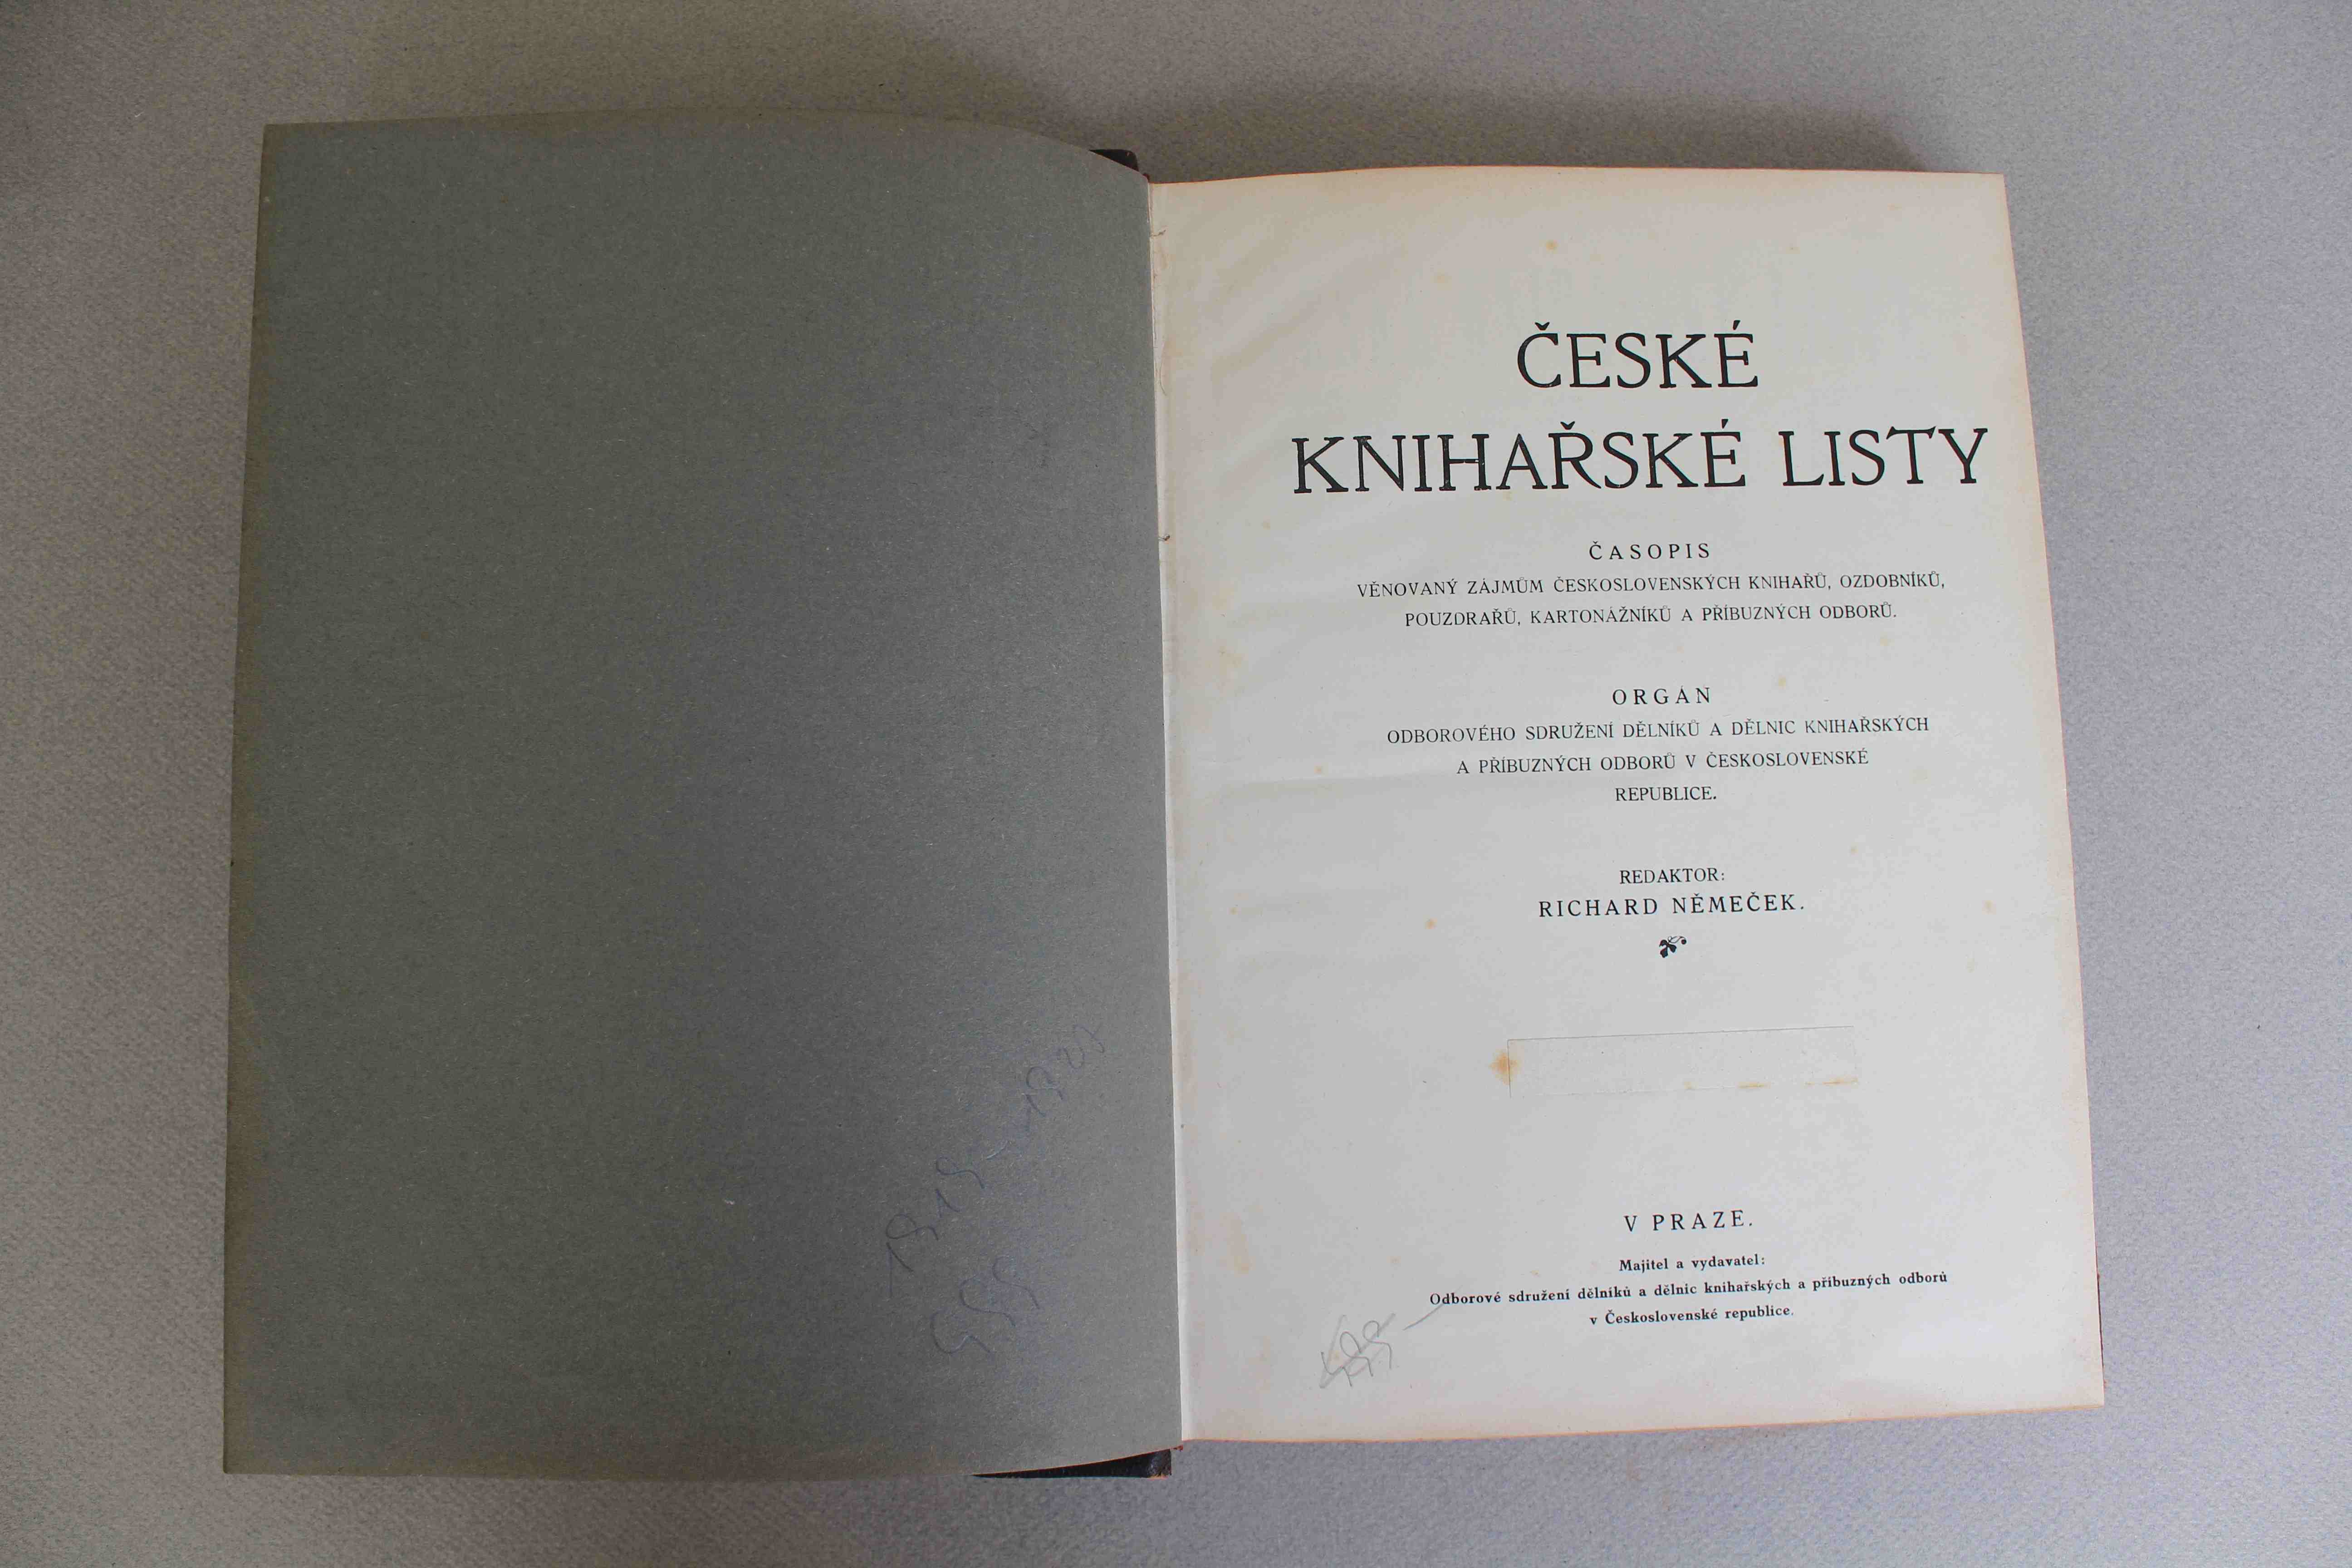 ČESKÉ
KNIHAŘSKÉ LISTY
ČASOPIS
VĚNOVANÝ ZÁJMŮM ČESKOSLOVENSKÝCH KNIHAŘŮ, OZDOBNÍKŮ,
POUZDRAŘŮ, KARTONÁŽNÍKŮ A PŘÍBUZNÝCH ODBORŮ.
ORGÁN
ODBOROVÉHO SDRUŽENÍ DĚLNÍKŮ A DĚLNIC KNIHAŘSKÝCH
A PŘÍBUZNÝCH ODBORŮ V ČESKOSLOVENSKÉ
REPUBLICE.
REDAKTOR:
RICHARD NĚMEČEK.
V PRAZE.
Majitel a vydavatel:
Odborové sdružení dělníků a dělnic knihařských a příbuzných odborů
v Československé republice.